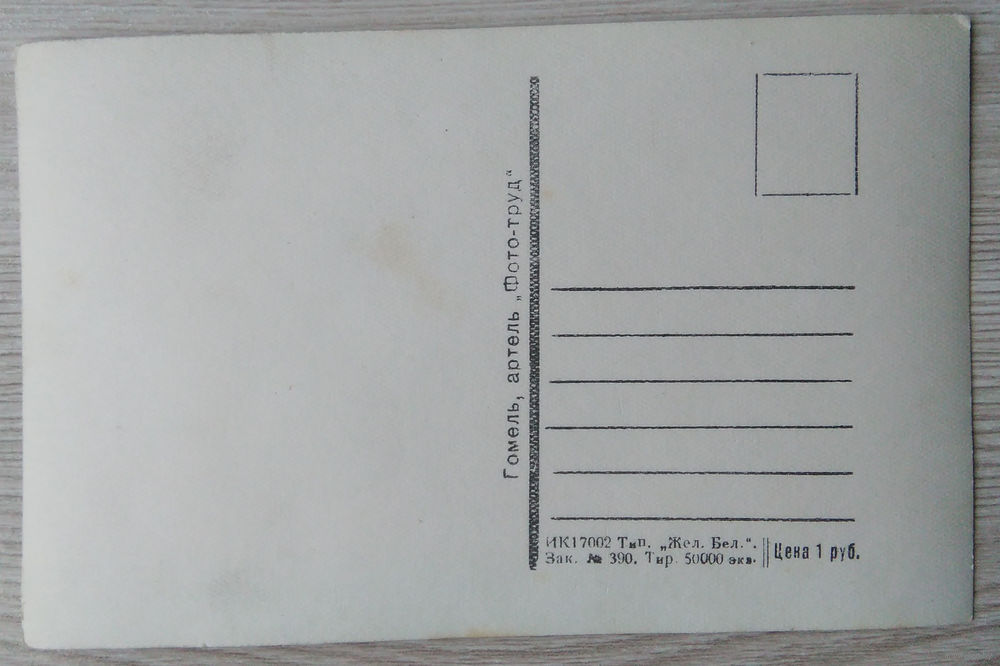 Гомель, артель „Фото-труд“
ИК17002 Тип. „Жел. Бел.“.
Зак. № 390. Тир. 50000 экз.
Цена 1 руб.